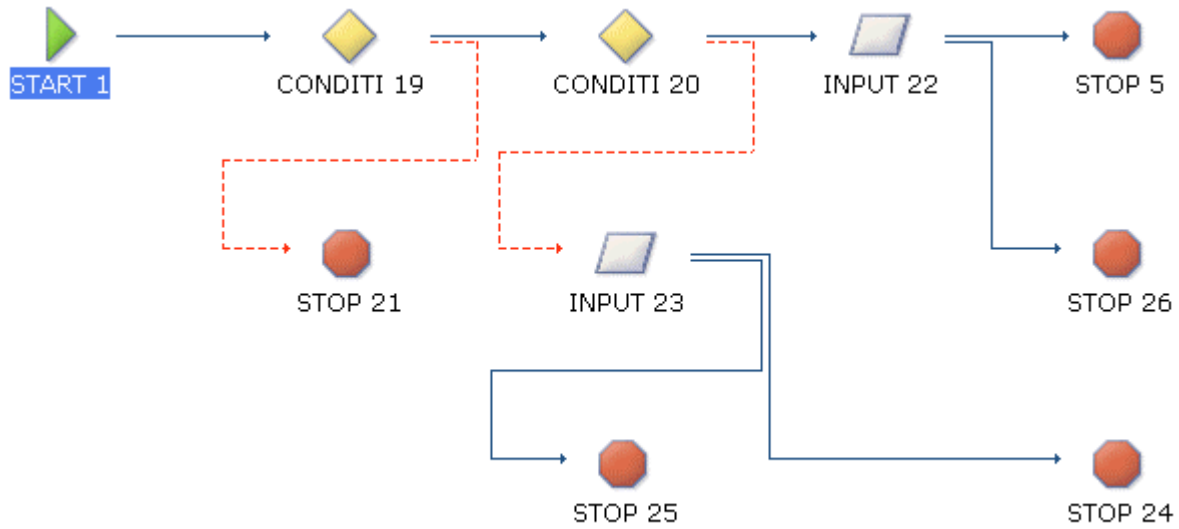 START 1 CONDITI 19 CONDITI 20 INPUT 22 STOP 5
STOP 21 INPUT 23 STOP 26
STOP 25 STOP 24